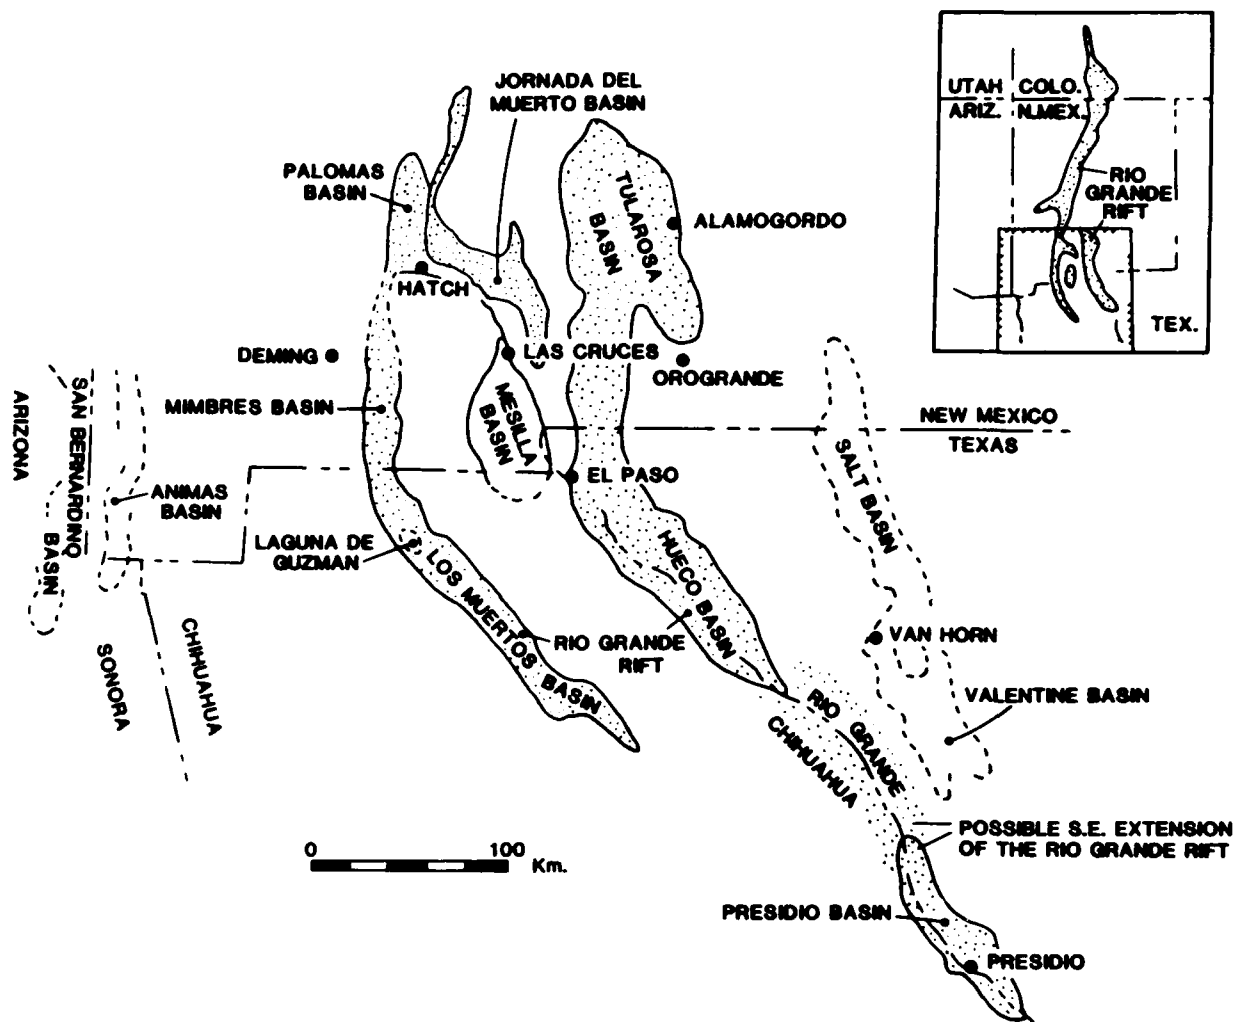 JORNADA DEL
MUERTO BASIN
PALOMAS
BASIN
TULAROSA
BASIN
ALAMOGORDO
HATCH
DEMING
LAS CRUCES
OROGRANDE
MIMBRES BASIN
MESILLA
BASIN
NEW MEXICO
TEXAS
ARIZONA
SAN BERNARDINO
BASIN
ANIMAS
BASIN
EL PASO
SALT BASIN
LAGUNA DE
GUZMAN
LOS MUERTOS BASIN
HUECO BASIN
RIO GRANDE
RIFT
VAN HORN
SONORA
CHIHUAHUA
VALENTINE BASIN
RIO GRANDE
CHIHUAHUA
POSSIBLE S.E. EXTENSION
OF THE RIO GRANDE RIFT
0 100
Km.
PRESIDIO BASIN
PRESIDIO
UTAH COLO.
ARIZ. N.MEX.
RIO
GRANDE
RIFT
TEX.